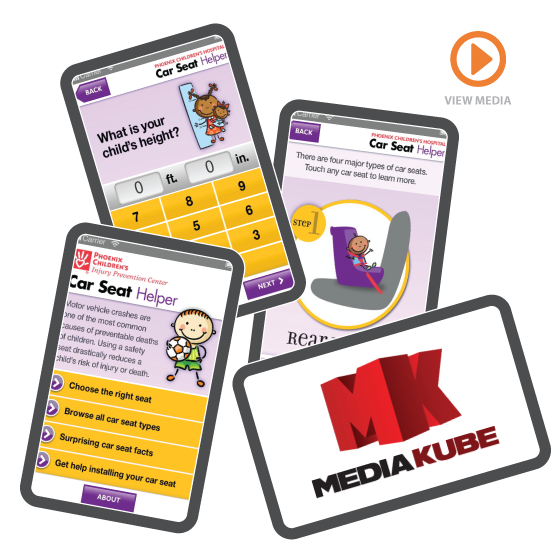 Carrier
PHOENIX CHILDREN'S HOSPITAL
Car Seat Helper
BACK
What is your
child's height?
0 ft. 0 in.
7 8 9
5 6
3
NEXT
VIEW MEDIA
Carrier
BACK
PHOENIX CHILDREN'S HOSPITAL
Car Seat Helper
There are four major types of car seats.
Touch any car seat to learn more.
STEP 1
Carrier
PHOENIX
CHILDREN'S
Injury Prevention Center
Car Seat Helper
Motor vehicle crashes are
one of the most common
causes of preventable deaths
of children. Using a safety
seat drastically reduces a
child's risk of injury or death.
Choose the right seat
Browse all car seat types
Surprising car seat facts
Get help installing your car seat
ABOUT
MK
MEDIAKUBE